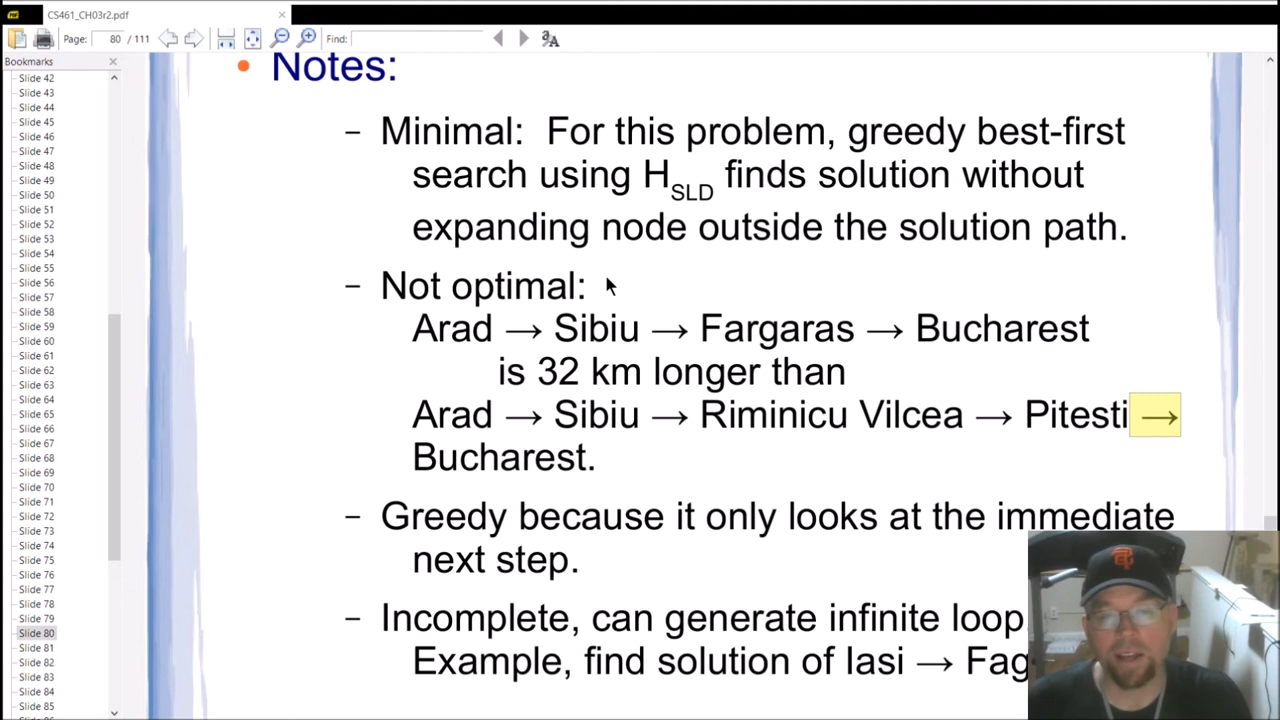 CS461_CH03r2.pdf
Page: 80 / 111 Find:
Bookmarks
Slide 42
Slide 43
Slide 44
Slide 45
Slide 46
Slide 47
Slide 48
Slide 49
Slide 50
Slide 51
Slide 52
Slide 53
Slide 54
Slide 55
Slide 56
Slide 57
Slide 58
Slide 59
Slide 60
Slide 61
Slide 62
Slide 63
Slide 64
Slide 65
Slide 66
Slide 67
Slide 68
Slide 69
Slide 70
Slide 71
Slide 72
Slide 73
Slide 74
Slide 75
Slide 76
Slide 77
Slide 78
Slide 79
Slide 80
Slide 81
Slide 82
Slide 83
Slide 84
Slide 85
• Notes:
– Minimal: For this problem, greedy best-first
search using H_SLD finds solution without
expanding node outside the solution path.
– Not optimal:
Arad → Sibiu → Fargaras → Bucharest
is 32 km longer than
Arad → Sibiu → Riminicu Vilcea → Pitesti →
Bucharest.
– Greedy because it only looks at the immediate
next step.
– Incomplete, can generate infinite loop
Example, find solution of Iasi → Fag